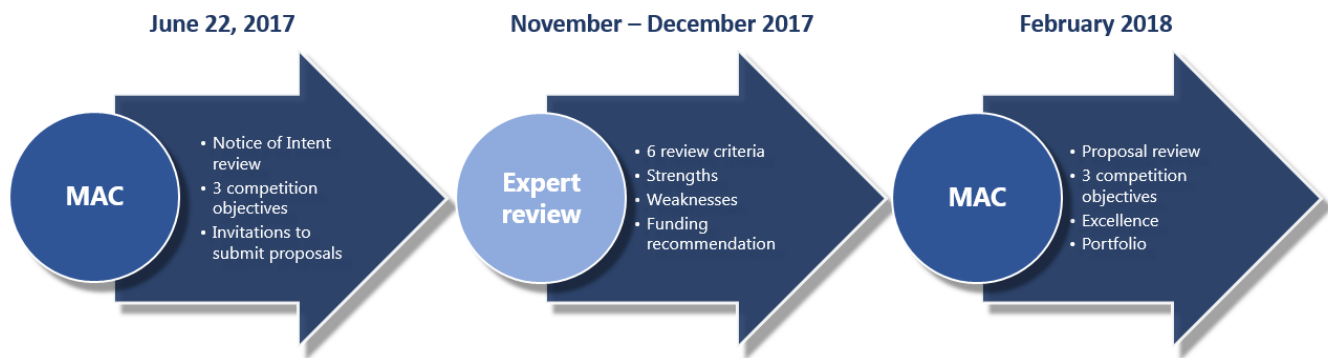 June 22, 2017
MAC
• Notice of Intent
review
• 3 competition
objectives
• Invitations to
submit proposals
November – December 2017
Expert
review
• 6 review criteria
• Strengths
• Weaknesses
• Funding
recommendation
February 2018
MAC
• Proposal review
• 3 competition
objectives
• Excellence
• Portfolio